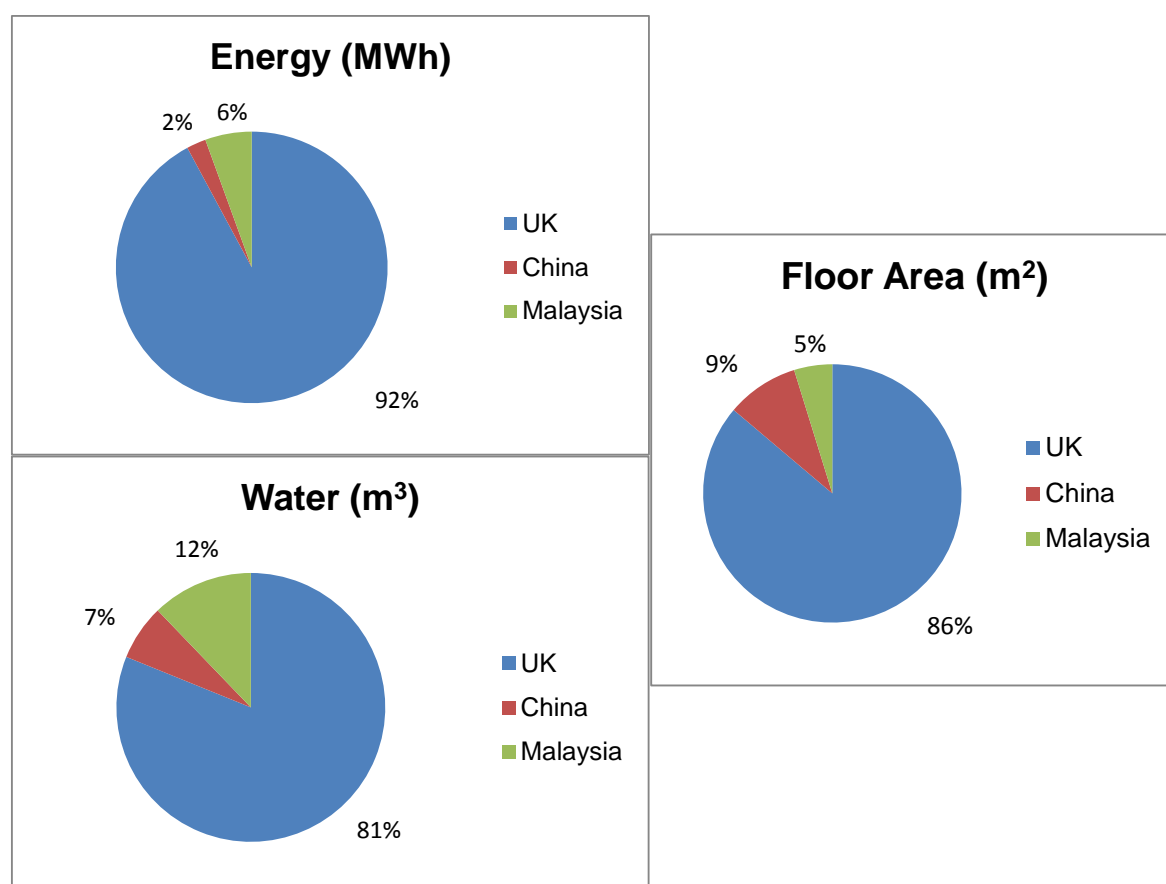 Energy (MWh)
2%
6%
92%
UK
China
Malaysia
Floor Area (m²)
9%
5%
86%
UK
China
Malaysia
Water (m³)
12%
7%
81%
UK
China
Malaysia